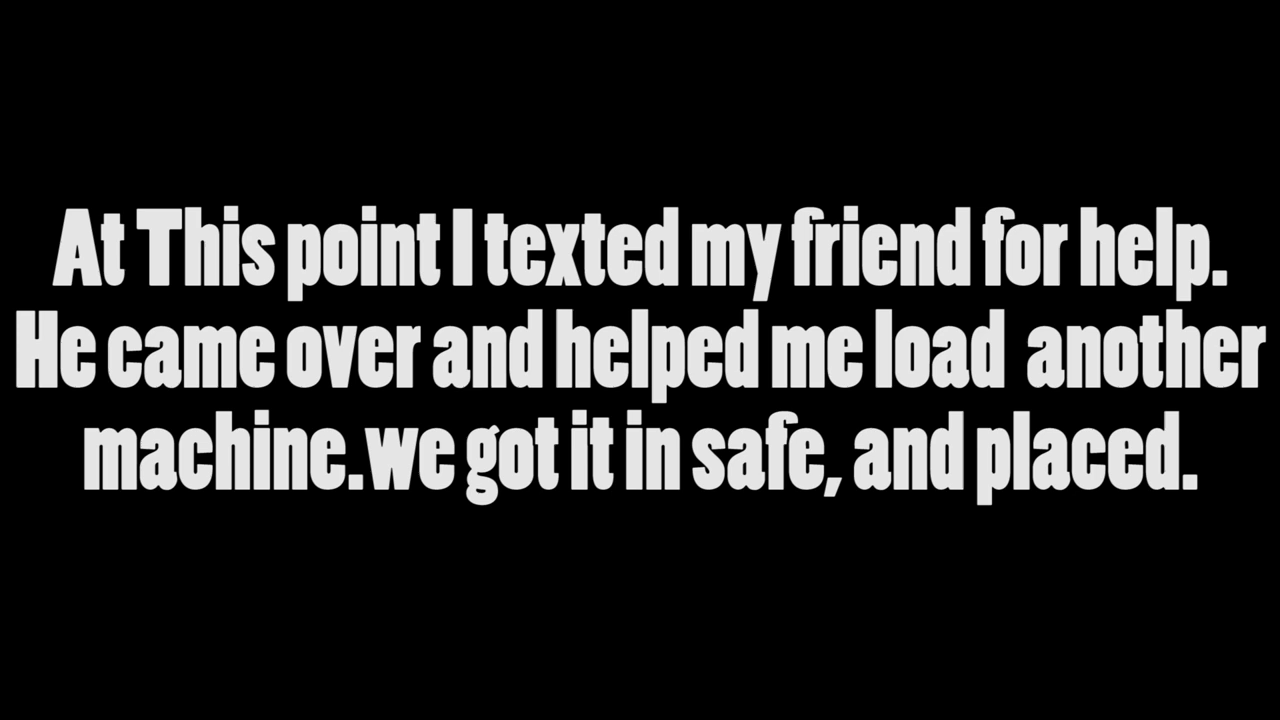 At This point I texted my friend for help.
He came over and helped me load  another
machine.we got it in safe, and placed.